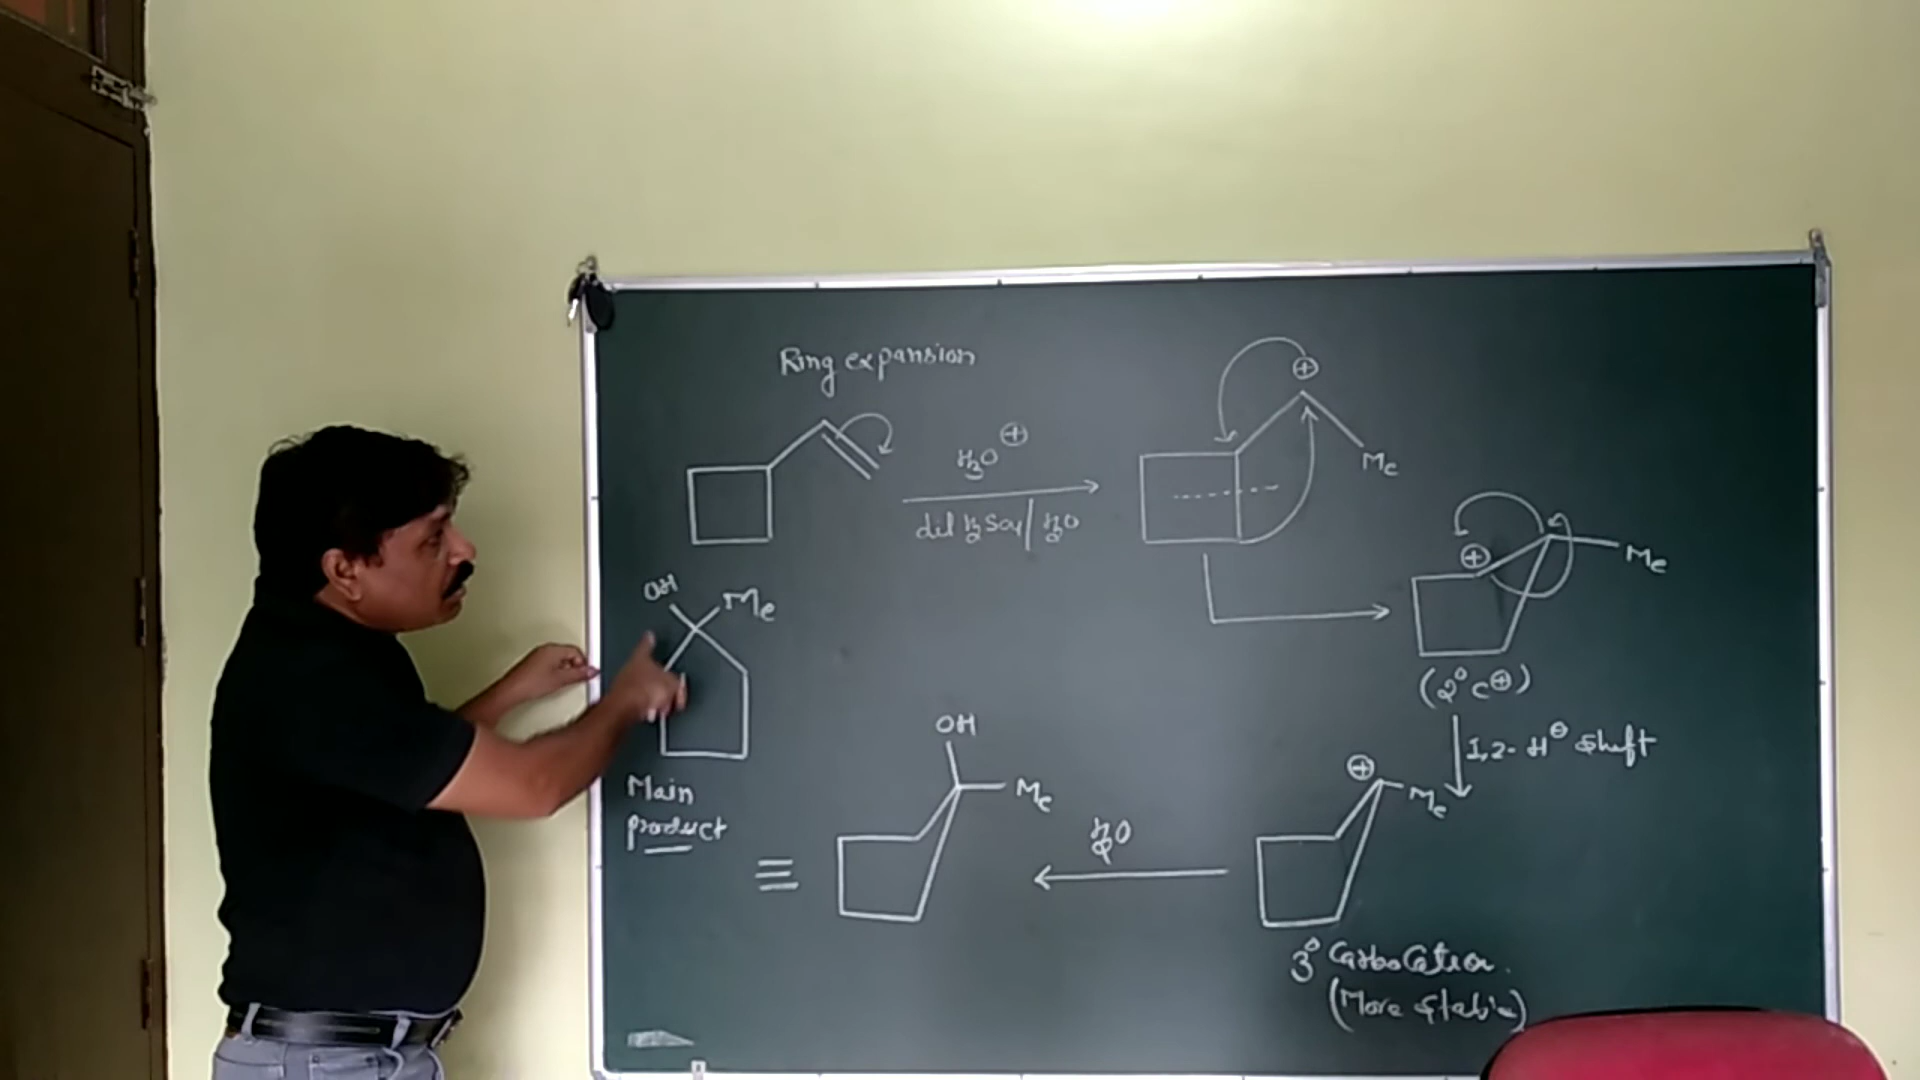 Ring expansion
H₃O⊕
dil H₂SO₄/H₂O
⊕
Me
⊕
Me
(2° C⊕)
1,2-H⊖ Shift
⊕
Me
3° Carbocation
(More Stable)
H₂O
OH
Me
≡
OH
Me
Main
product